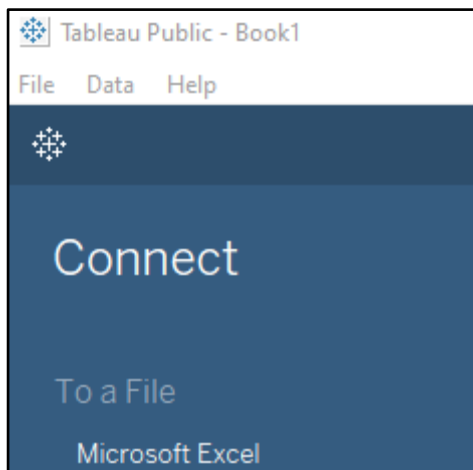 Tableau Public - Book1
File Data Help
Connect
To a File
Microsoft Excel